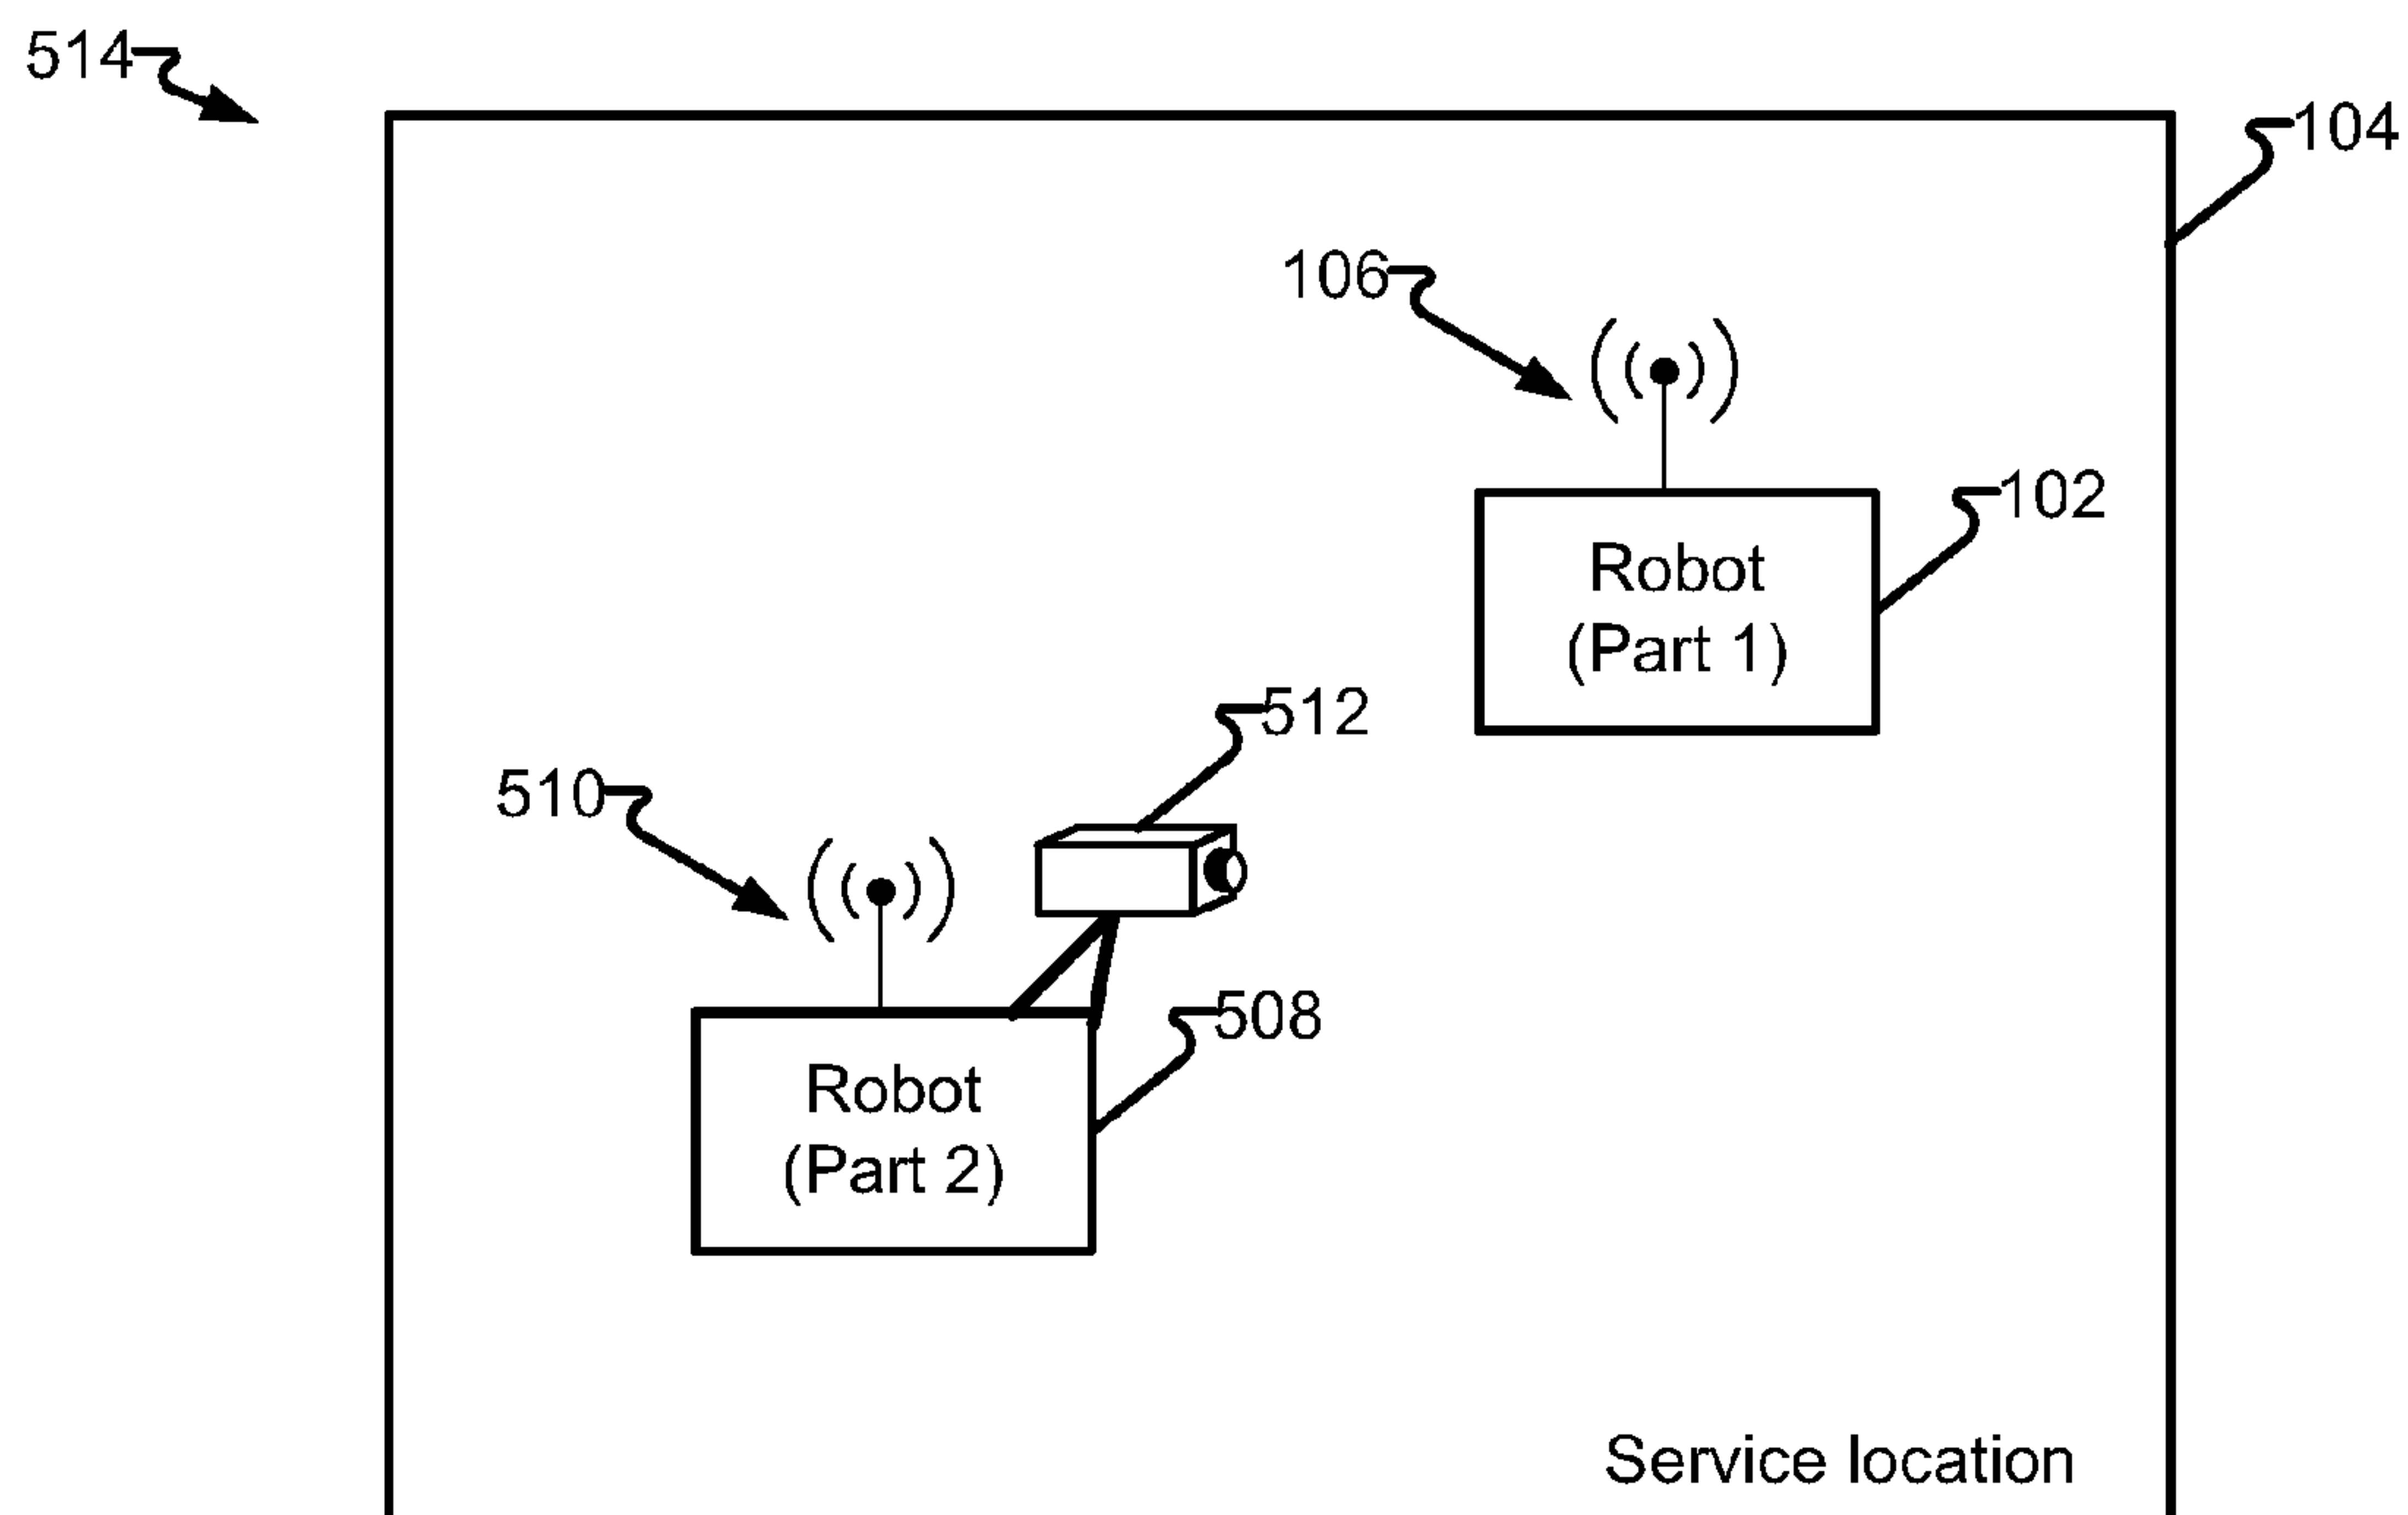 514
104
106
102
Robot
(Part 1)
512
510
508
Robot
(Part 2)
Service location